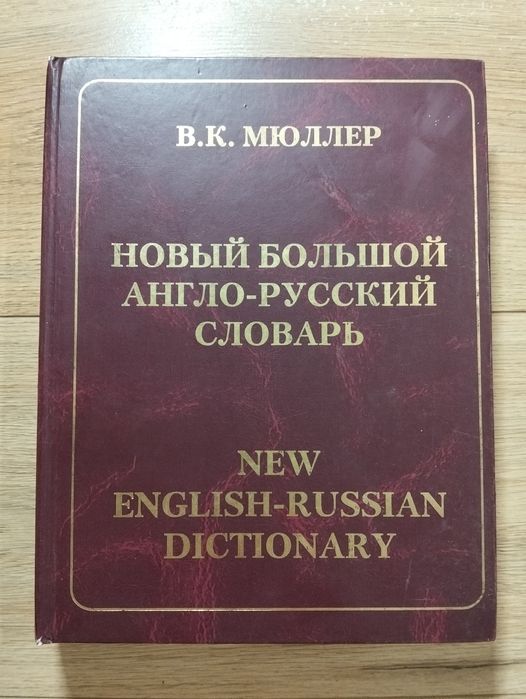 В.К. МЮЛЛЕР
НОВЫЙ БОЛЬШОЙ
АНГЛО-РУССКИЙ
СЛОВАРЬ
NEW
ENGLISH-RUSSIAN
DICTIONARY